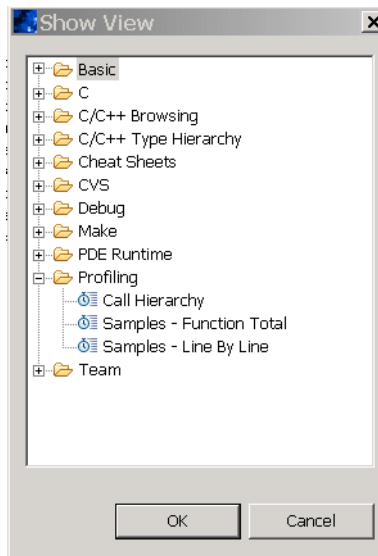 Show View
Basic
C
C/C++ Browsing
C/C++ Type Hierarchy
Cheat Sheets
CVS
Debug
Make
PDE Runtime
Profiling
Call Hierarchy
Samples - Function Total
Samples - Line By Line
Team
OK
Cancel